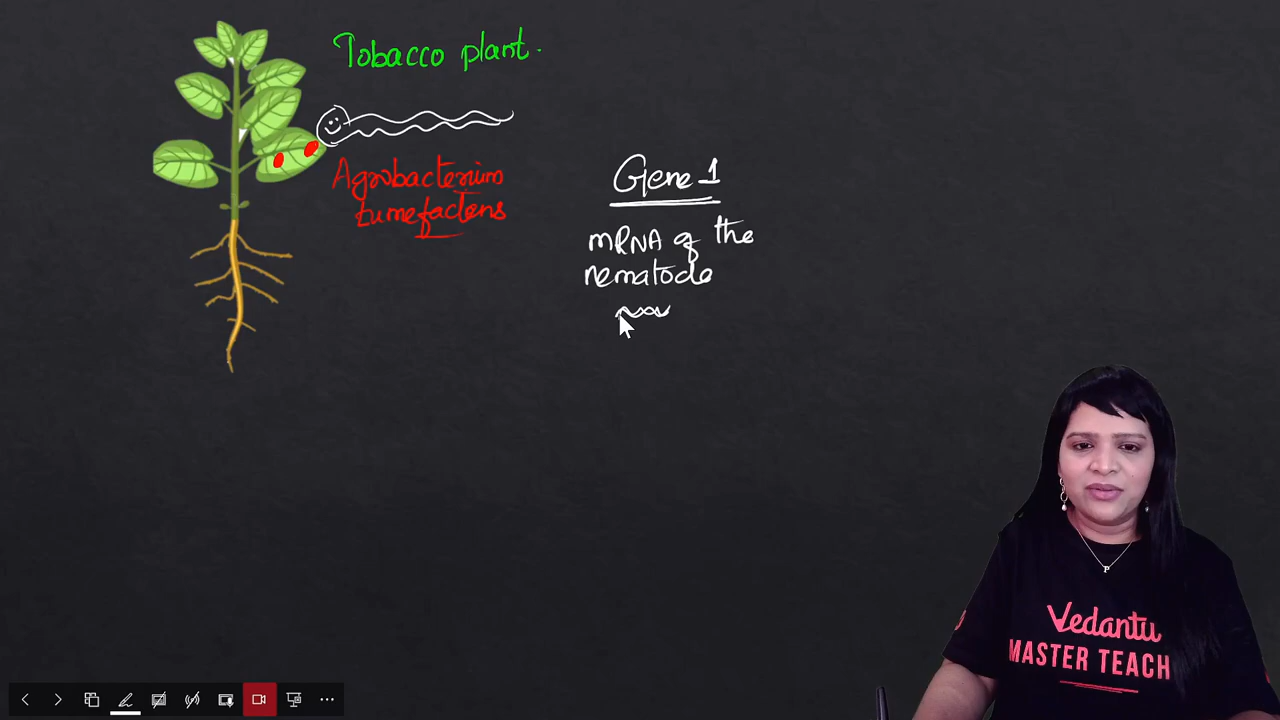 Tobacco plant.
Agrobacterium
tumefaciens
Gene 1
mRNA of the
nematode
Vedantu
MASTER TEACH